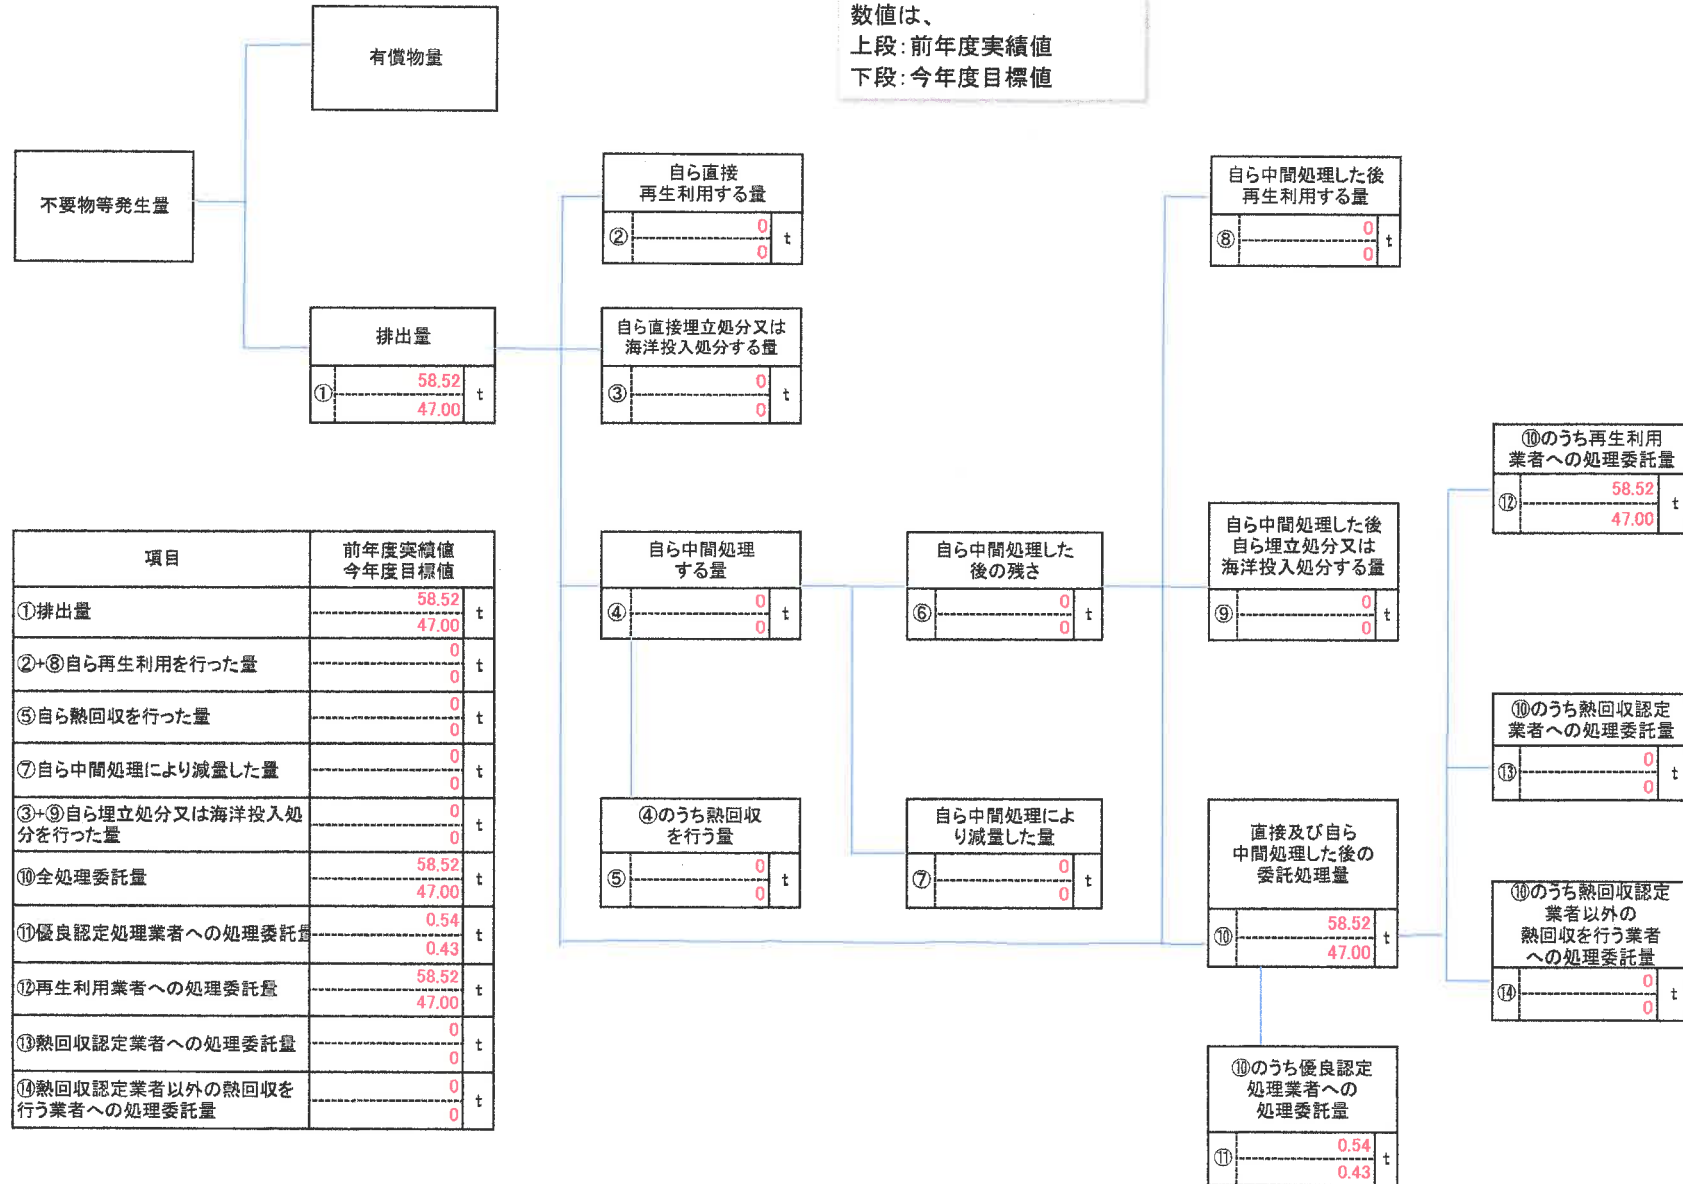 数値は、
上段:前年度実績値
下段:今年度目標値
有償物量
不要物等発生量
排出量
① 58.52 t
47.00
自ら直接
再生利用する量
② 0 t
0
自ら直接埋立処分又は
海洋投入処分する量
③ 0 t
0
自ら中間処理
する量
④ 0 t
0
④のうち熱回収
を行う量
⑤ 0 t
0
自ら中間処理した
後の残さ
⑥ 0 t
0
自ら中間処理によ
り減量した量
⑦ 0 t
0
自ら中間処理した後
再生利用する量
⑧ 0 t
0
自ら中間処理した後
自ら埋立処分又は
海洋投入処分する量
⑨ 0 t
0
直接及び自ら
中間処理した後の
委託処理量
⑩ 58.52 t
47.00
⑩のうち優良認定
処理業者への
処理委託量
⑪ 0.54 t
0.43
⑩のうち再生利用
業者への処理委託量
⑫ 58.52 t
47.00
⑩のうち熱回収認定
業者への処理委託量
⑬ 0 t
0
⑩のうち熱回収認定
業者以外の
熱回収を行う業者
への処理委託量
⑭ 0 t
0
項目
前年度実績値
今年度目標値
①排出量 58.52 t
47.00
②+⑧自ら再生利用を行った量 0 t
0
⑤自ら熱回収を行った量 0 t
0
⑦自ら中間処理により減量した量 0 t
0
③+⑨自ら埋立処分又は海洋投入処
分を行った量 0 t
0
⑩全処理委託量 58.52 t
47.00
⑪優良認定処理業者への処理委託量 0.54 t
0.43
⑫再生利用業者への処理委託量 58.52 t
47.00
⑬熱回収認定業者への処理委託量 0 t
0
⑭熱回収認定業者以外の熱回収を
行う業者への処理委託量 0 t
0